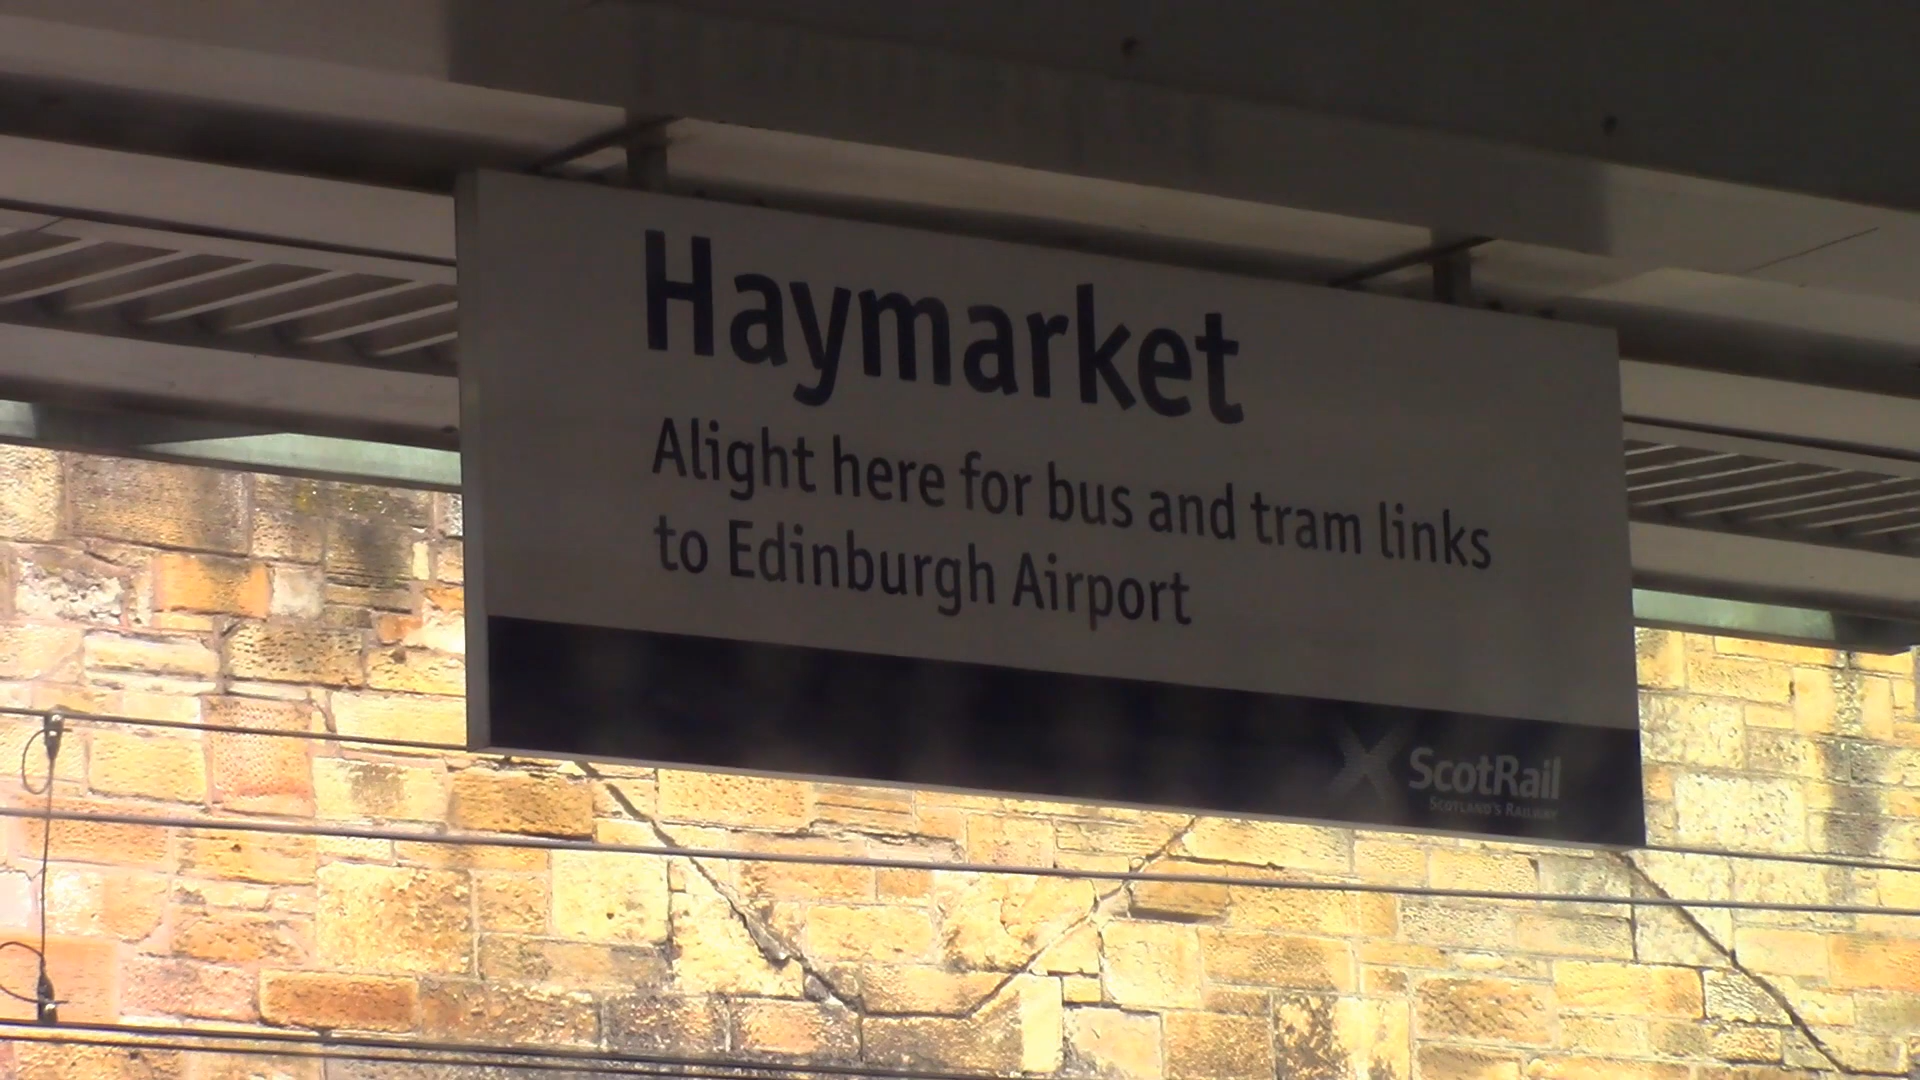 Haymarket
Alight here for bus and tram links
to Edinburgh Airport
ScotRail
Scotland's Railway